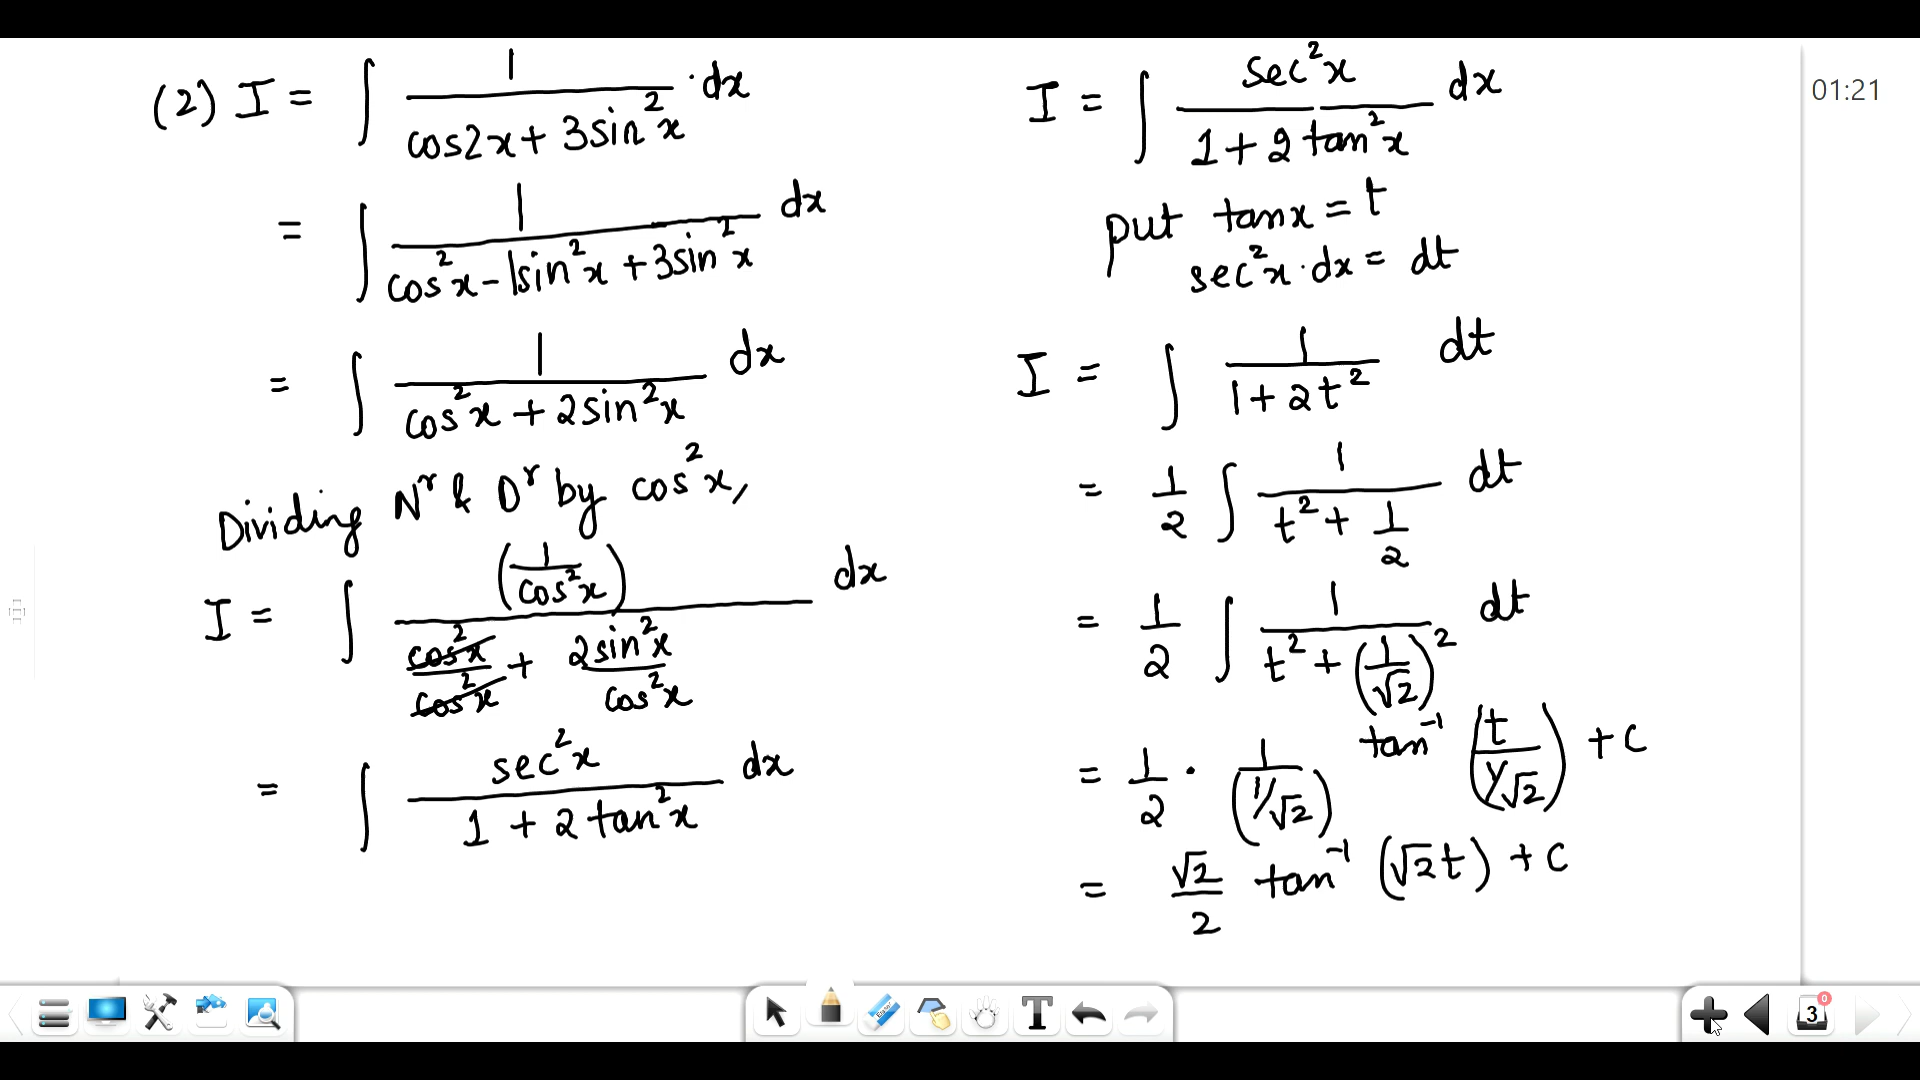 (2) I = ∫ 1/(cos2x + 3sin²x) · dx
= ∫ 1/(cos²x - 1sin²x + 3sin²x) dx
= ∫ 1/(cos²x + 2sin²x) dx
Dividing Nʳ & Dʳ by cos²x,
I = ∫ (1/cos²x)/(cos²x/cos²x + 2sin²x/cos²x) dx
= ∫ sec²x/(1 + 2tan²x) dx
I = ∫ sec²x/(1 + 2tan²x) dx
put tanx = t
sec²x · dx = dt
I = ∫ 1/(1 + 2t²) dt
= 1/2 ∫ 1/(t² + 1/2) dt
= 1/2 ∫ 1/(t² + (1/√2)²) dt
= 1/2 · 1/(1/√2) tan⁻¹ (t/(1/√2)) + c
= √2/2 tan⁻¹ (√2t) + c
01:21
T
3
0